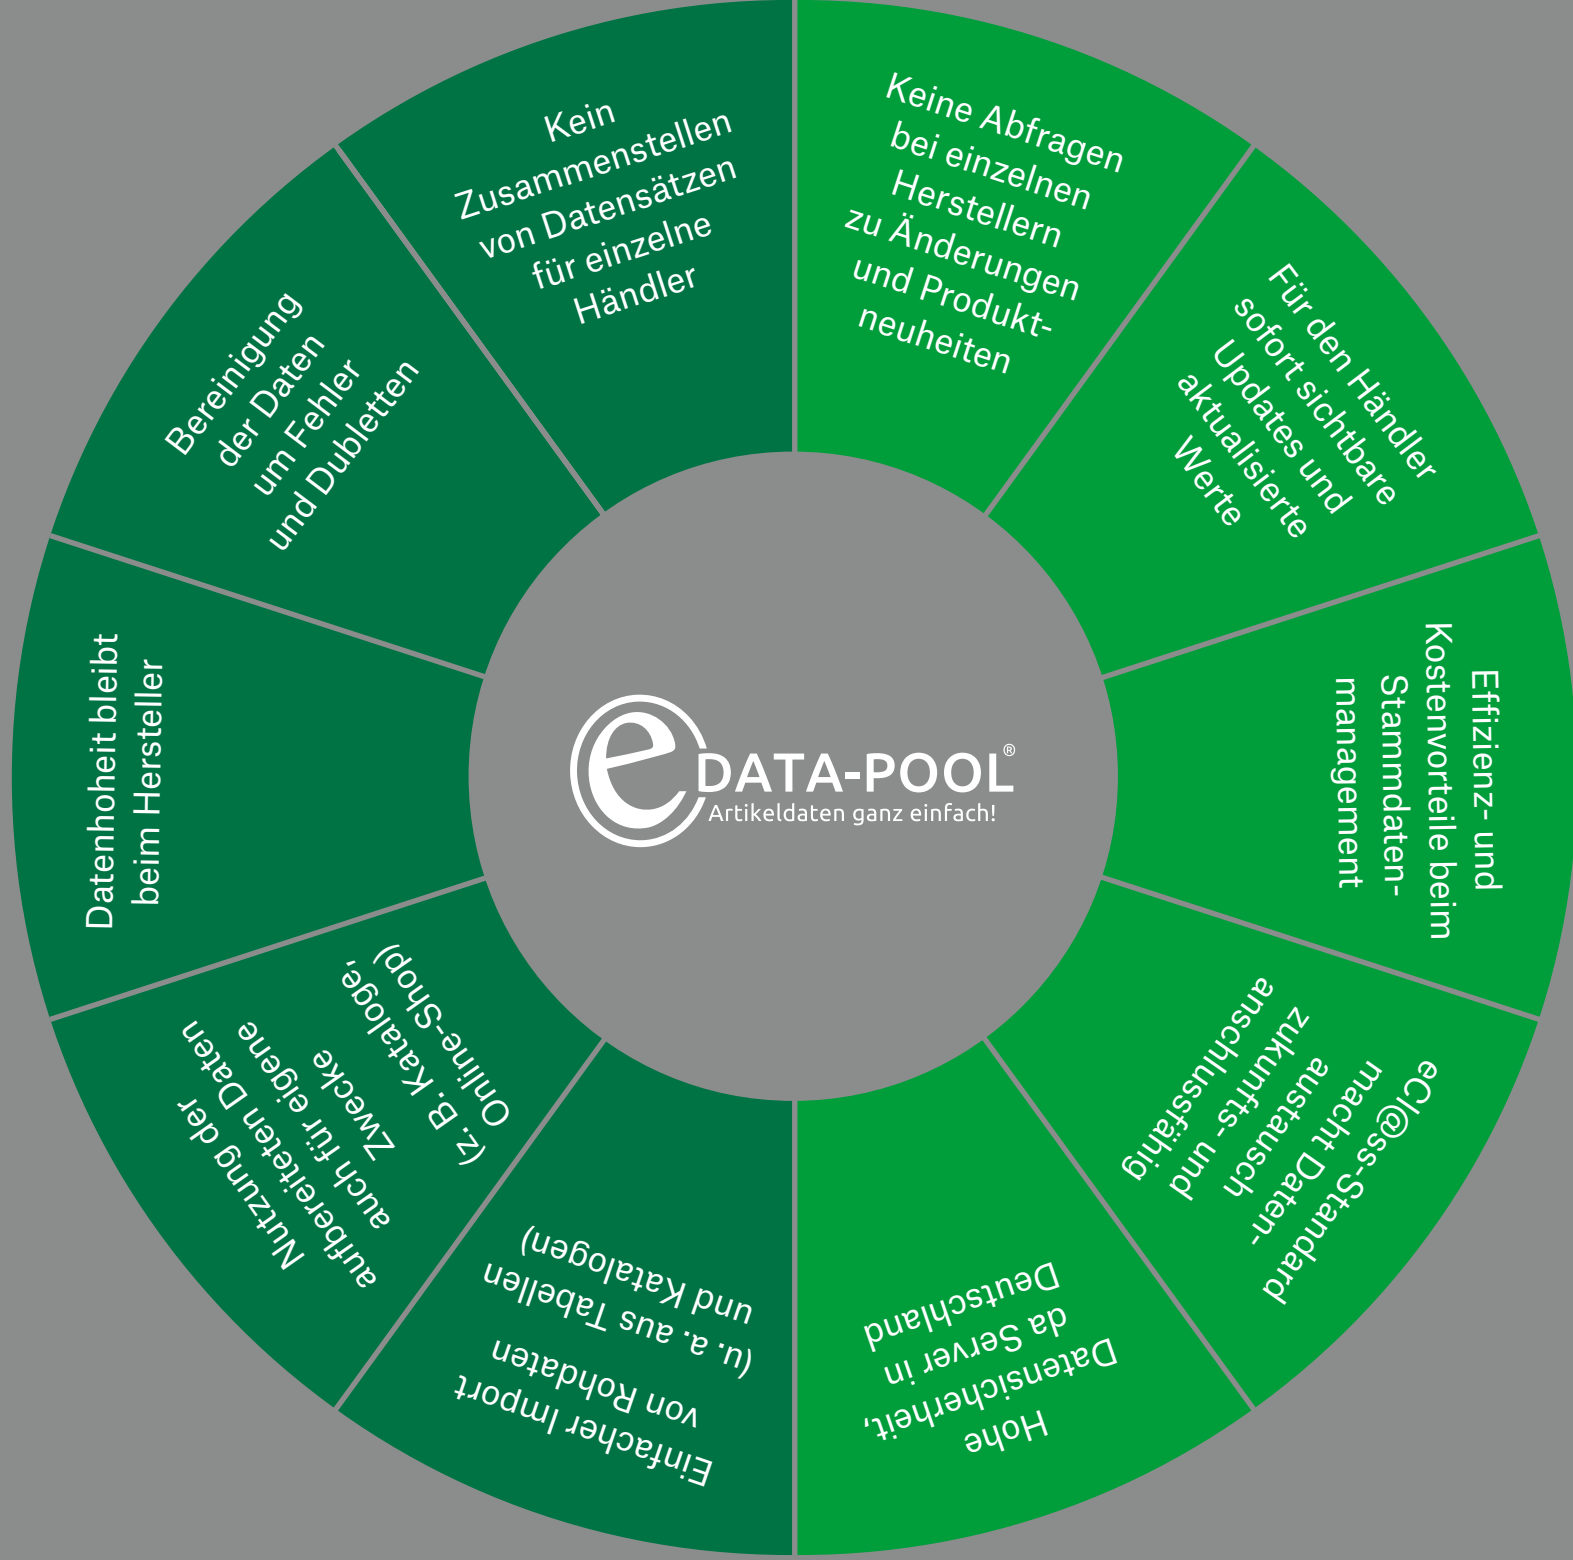 Keine Abfragen
bei einzelnen
Herstellern
zu Änderungen
und Produkt-
neuheiten
Für den Händler
sofort sichtbare
Updates und
aktualisierte
Werte
Effizienz- und
Kostenvorteile beim
Stammdaten-
management
eCl@ss-Standard
macht Daten-
austausch
zukunfts- und
anschlussfähig
Hohe
Datensicherheit,
da Server in
Deutschland
Einfacher Import
von Rohdaten
(u. a. aus Tabellen
und Katalogen)
Nutzung der
aufbereiteten Daten
auch für eigene
Zwecke
(z. B. Kataloge,
Online-Shop)
Datenhoheit bleibt
beim Hersteller
Bereinigung
der Daten
um Fehler
und Dubletten
Kein
Zusammenstellen
von Datensätzen
für einzelne
Händler
e DATA-POOL®
Artikeldaten ganz einfach!